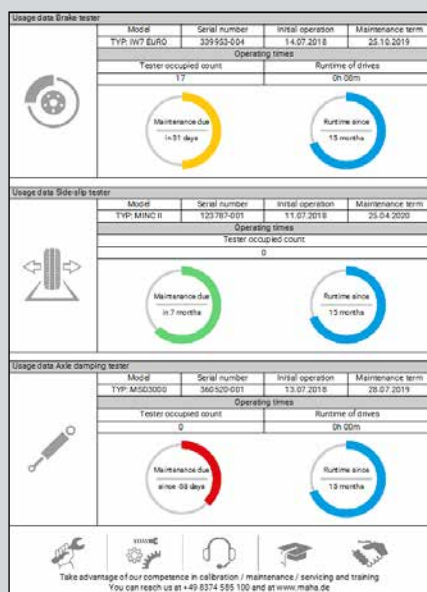 Usage data Brake tester
Model Serial number Initial operation Maintenance term
TYP: IW7 EURO 339953-004 14.07.2018 25.10.2019
Operating times
Tester occupied count Runtime of drives
17 0h 00m
Maintenance due Runtime since
in 31 days 15 months
Usage data Side-slip tester
Model Serial number Initial operation Maintenance term
TYP: MINC II 123787-001 11.07.2018 25.04.2020
Operating times
Tester occupied count
0
Maintenance due Runtime since
in 7 months 15 months
Usage data Axle damping tester
Model Serial number Initial operation Maintenance term
TYP: MSD3000 360520-001 13.07.2018 28.07.2019
Operating times
Tester occupied count Runtime of drives
0 0h 00m
Maintenance due Runtime since
since days months
Take advantage of our competence in calibration / maintenance / servicing and training
You can reach us at +49 8374 585 100 and at www.maha.de